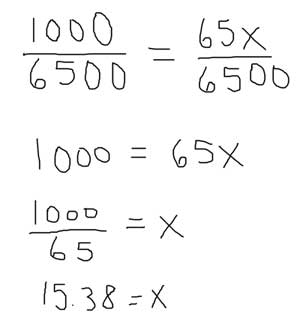 1000/6500 = 65x/6500
1000 = 65x
1000/65 = x
15.38 = x